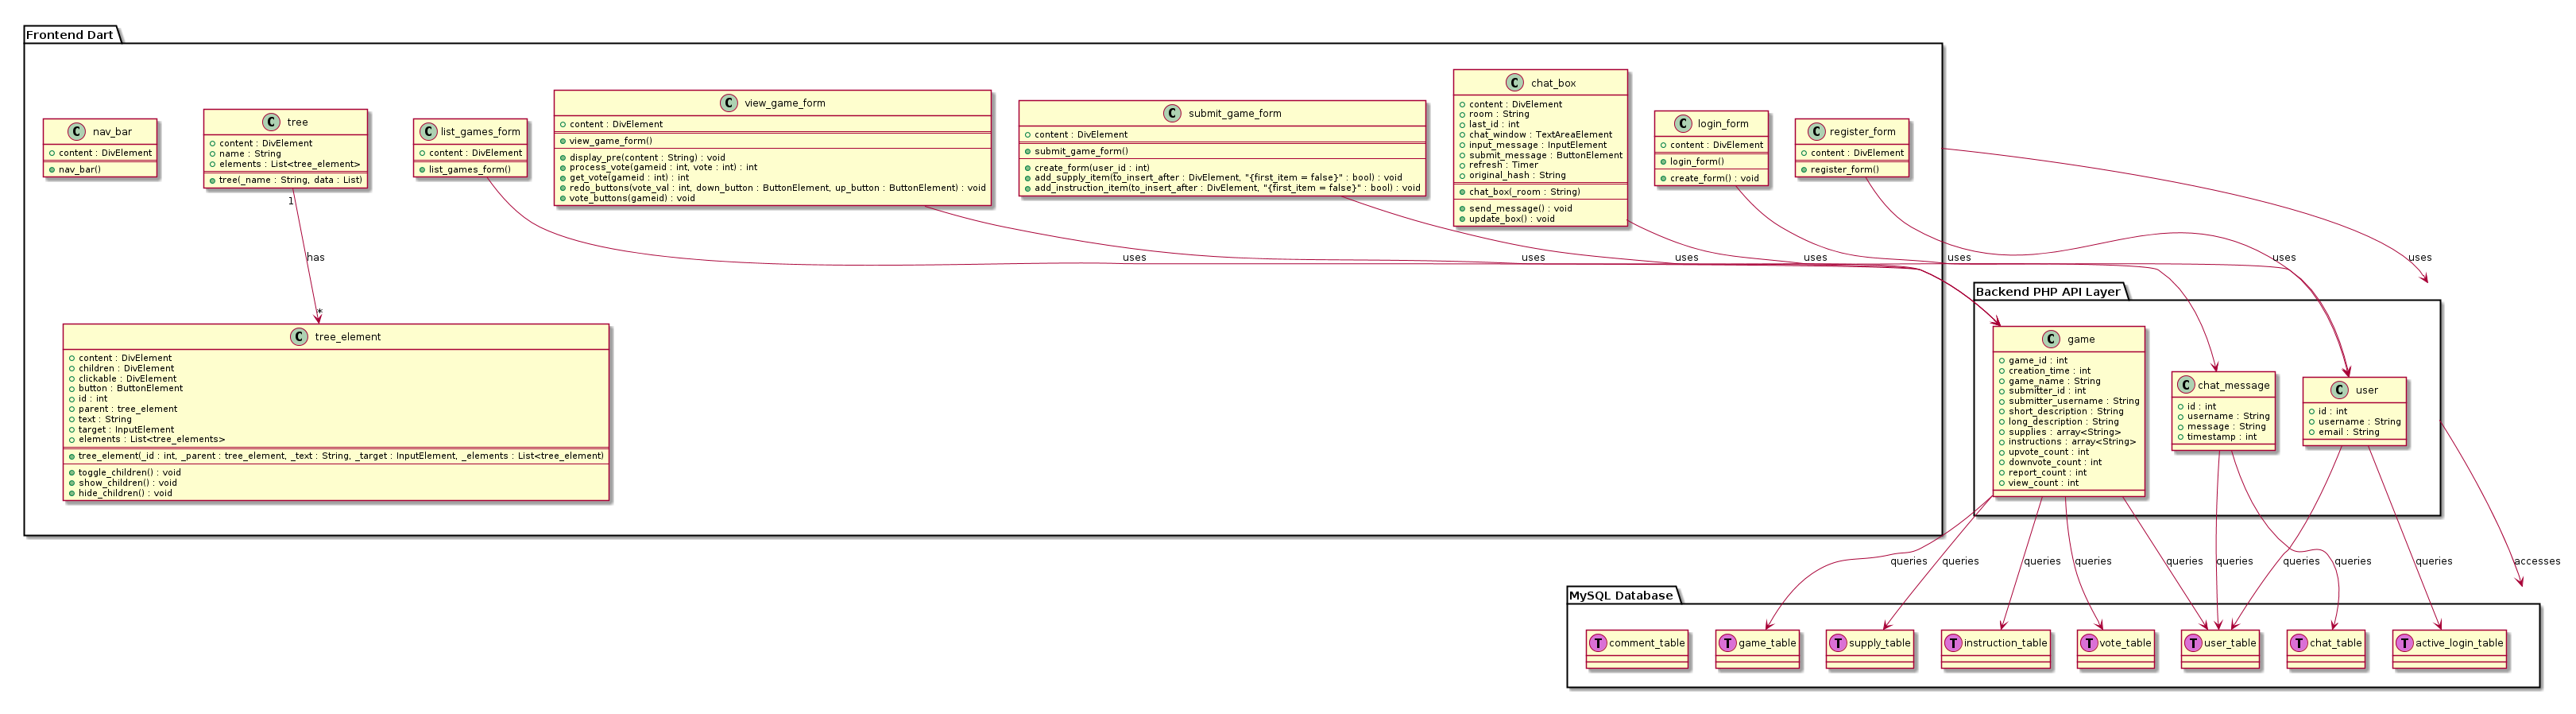 Frontend Dart
C nav_bar
content : DivElement
nav_bar()
C tree
content : DivElement
name : String
elements : List<tree_element>
tree(_name : String, data : List)
C list_games_form
content : DivElement
list_games_form()
C view_game_form
content : DivElement
view_game_form()
display_pre(content : String) : void
process_vote(gameid : int, vote : int) : int
get_vote(gameid : int) : int
redo_buttons(vote_val : int, down_button : ButtonElement, up_button : ButtonElement) : void
vote_buttons(gameid) : void
C submit_game_form
content : DivElement
submit_game_form()
create_form(user_id : int)
add_supply_item(to_insert_after : DivElement, "{first_item = false}" : bool) : void
add_instruction_item(to_insert_after : DivElement, "{first_item = false}" : bool) : void
C chat_box
content : DivElement
room : String
last_id : int
chat_window : TextAreaElement
input_message : InputElement
submit_message : ButtonElement
refresh : Timer
original_hash : String
chat_box(_room : String)
send_message() : void
update_box() : void
C login_form
content : DivElement
login_form()
create_form() : void
C register_form
content : DivElement
register_form()
1
has
*
uses
uses
uses
uses
uses
uses
uses
C tree_element
content : DivElement
children : DivElement
clickable : DivElement
button : ButtonElement
id : int
parent : tree_element
text : String
target : InputElement
elements : List<tree_elements>
tree_element(_id : int, _parent : tree_element, _text : String, _target : InputElement, _elements : List<tree_element)
toggle_children() : void
show_children() : void
hide_children() : void
Backend PHP API Layer
C game
game_id : int
creation_time : int
game_name : String
submitter_id : int
submitter_username : String
short_description : String
long_description : String
supplies : array<String>
instructions : array<String>
upvote_count : int
downvote_count : int
report_count : int
view_count : int
C chat_message
id : int
username : String
message : String
timestamp : int
C user
id : int
username : String
email : String
queries
queries
queries
queries
queries
queries
queries
queries
queries
accesses
MySQL Database
T comment_table
T game_table
T supply_table
T instruction_table
T vote_table
T user_table
T chat_table
T active_login_table